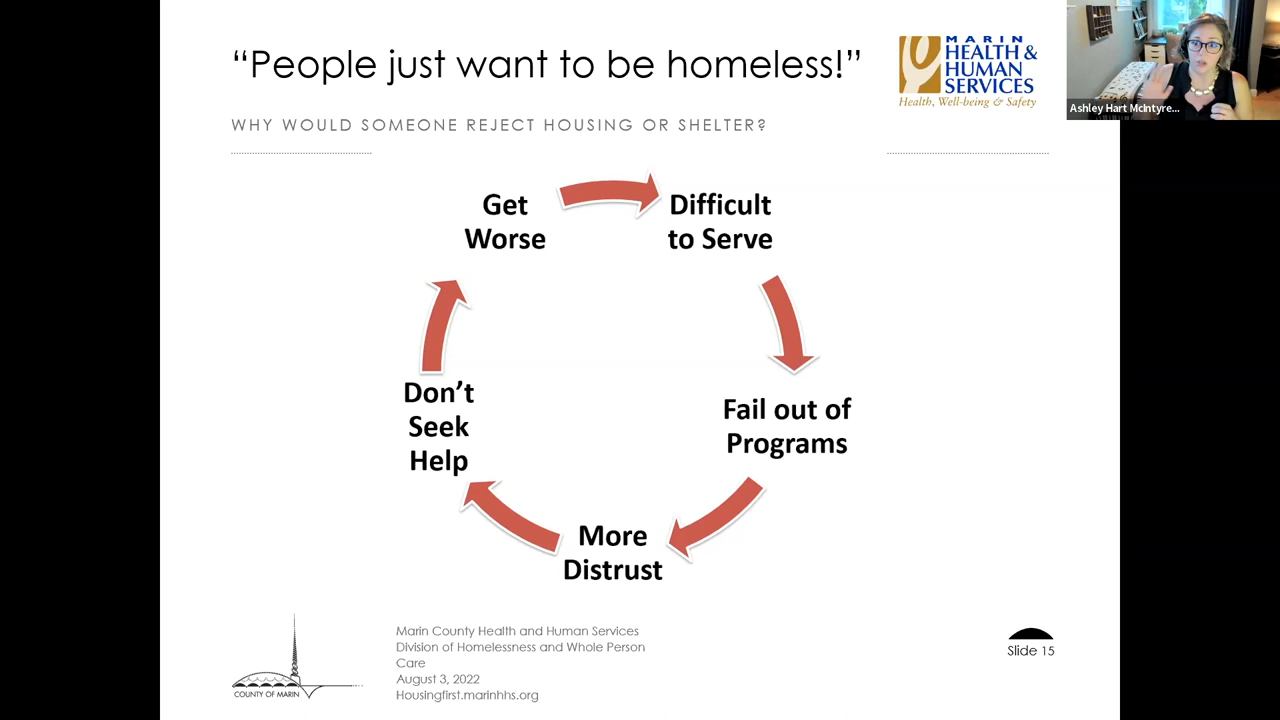 “People just want to be homeless!”
MARIN
HEALTH &
HUMAN
SERVICES
Health, Well-being & Safety
Ashley Hart McIntyre...
WHY WOULD SOMEONE REJECT HOUSING OR SHELTER?
Get
Worse
Difficult
to Serve
Fail out of
Programs
More
Distrust
Don’t
Seek
Help
COUNTY OF MARIN
Marin County Health and Human Services
Division of Homelessness and Whole Person
Care
August 3, 2022
Housingfirst.marinhhs.org
Slide 15